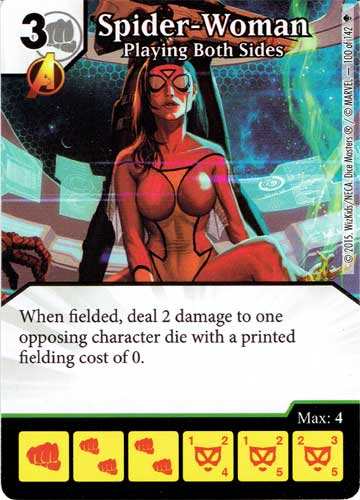 3
Spider-Woman
Playing Both Sides
© 2015. WizKids/NECA. Dice Masters ® / © MARVEL — 100 of 142
When fielded, deal 2 damage to one
opposing character die with a printed
fielding cost of 0.
Max: 4
1 2 4
1 2 5
2 3 5